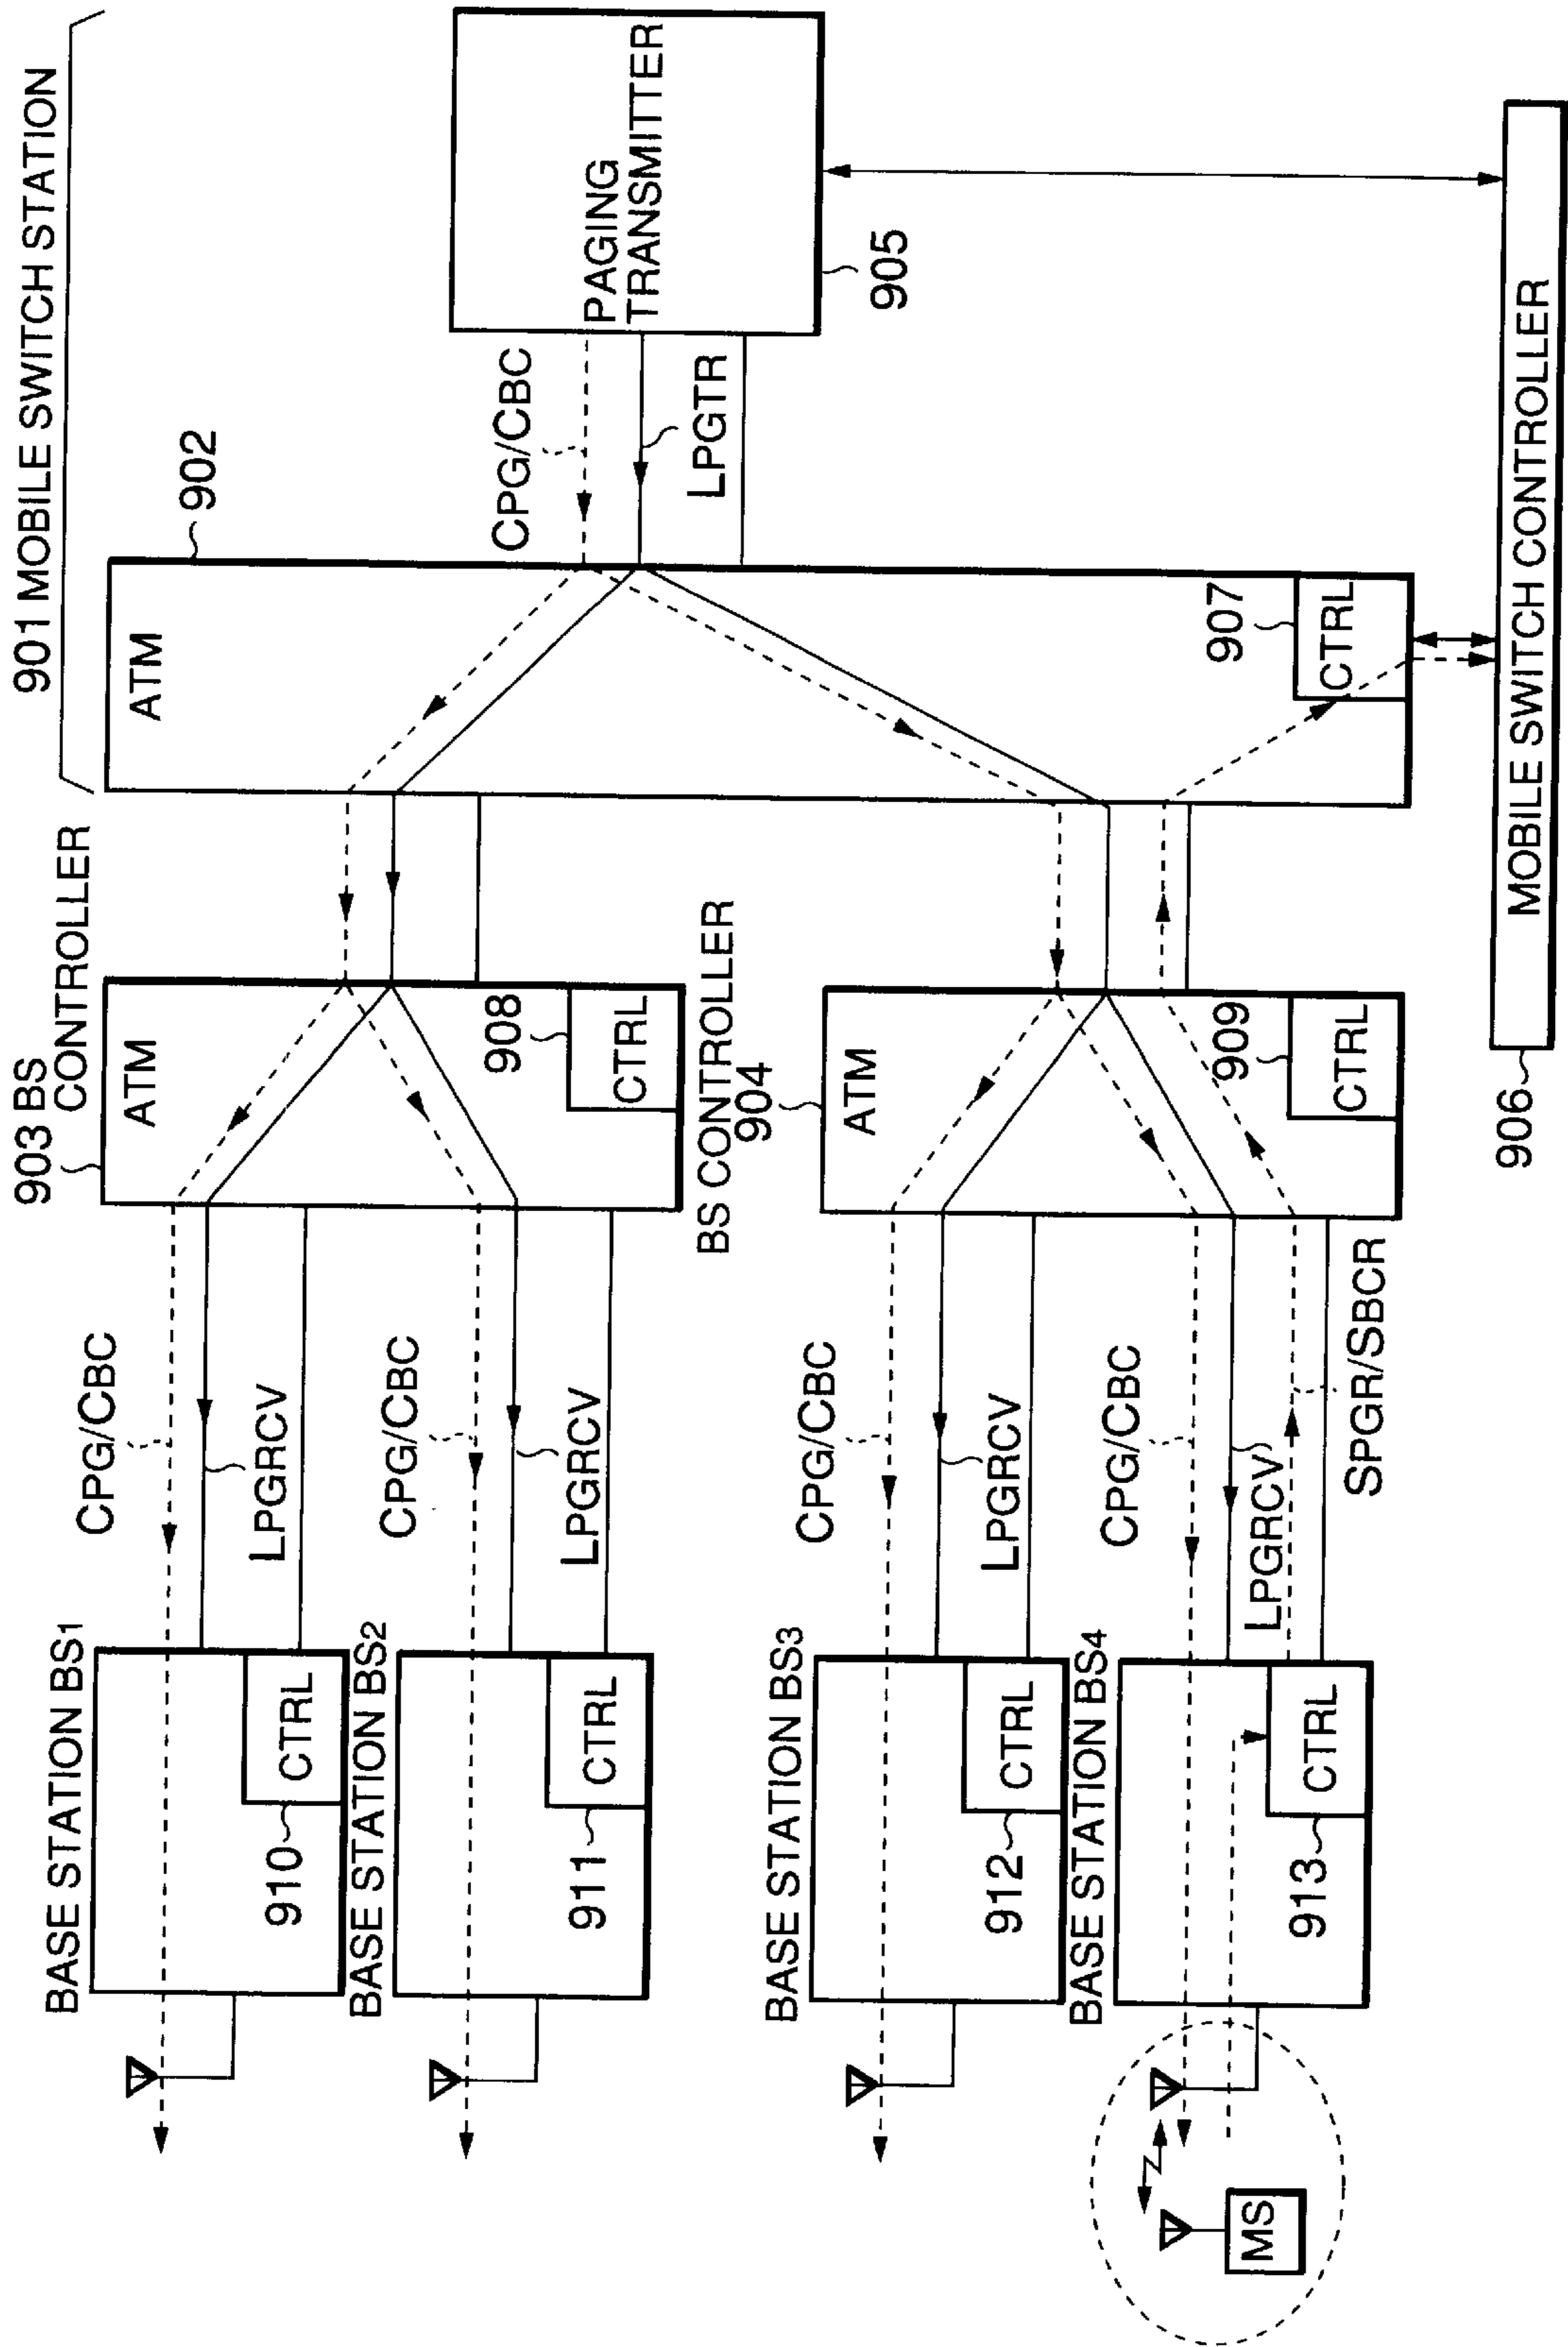 901 MOBILE SWITCH STATION
902
ATM
PAGING
TRANSMITTER
905
CPG/CBC
LPGTR
907
CTRL
MOBILE SWITCH CONTROLLER
906
903 BS
CONTROLLER
ATM
908
CTRL
BS CONTROLLER
904
ATM
909
CTRL
CPG/CBC
LPGRCV
CPG/CBC
LPGRCV
CPG/CBC
LPGRCV
CPG/CBC
LPGRCV
SPGR/SBCR
BASE STATION BS1
CTRL
910
BASE STATION BS2
CTRL
911
BASE STATION BS3
CTRL
912
BASE STATION BS4
CTRL
913
MS